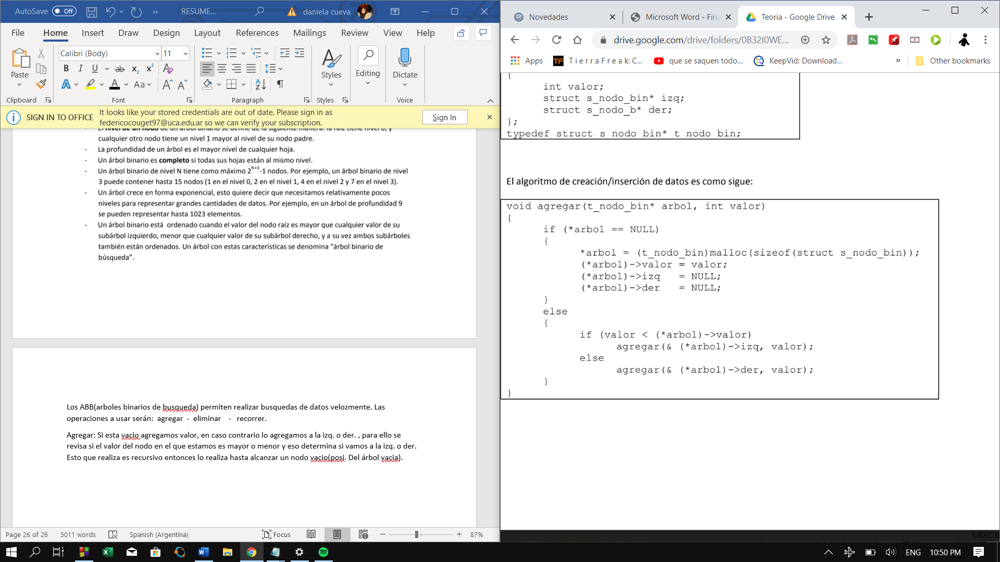 AutoSave Off RESUME... daniela cueva
File Home Insert Draw Design Layout References Mailings Review View Help
Calibri (Body) 11
Paste
Styles
Editing
Dictate
Clipboard Font Paragraph Styles Voice
SIGN IN TO OFFICE It looks like your stored credentials are out of date. Please sign in as
federicocouget97@uca.edu.ar so we can verify your subscription.
Sign In
cualquier otro nodo tiene un nivel 1 mayor al nivel de su nodo padre.
- La profundidad de un árbol es el mayor nivel de cualquier hoja.
- Un árbol binario es completo si todas sus hojas están al mismo nivel.
- Un árbol binario de nivel N tiene como máximo 2^N+1-1 nodos. Por ejemplo, un árbol binario de nivel
3 puede contener hasta 15 nodos (1 en el nivel 0, 2 en el nivel 1, 4 en el nivel 2 y 7 en el nivel 3).
- Un árbol crece en forma exponencial, esto quiere decir que necesitamos relativamente pocos
niveles para representar grandes cantidades de datos. Por ejemplo, en un árbol de profundidad 9
se pueden representar hasta 1023 elementos.
- Un árbol binario está ordenado cuando el valor del nodo raíz es mayor que cualquier valor de su
subárbol izquierdo, menor que cualquier valor de su subárbol derecho, y a su vez ambos subárboles
también están ordenados. Un árbol con estas características se denomina “árbol binario de
búsqueda”.
Los ABB(arboles binarios de busqueda) permiten realizar busquedas de datos velozmente. Las
operaciones a usar serán: agregar - eliminar - recorrer.
Agregar: Si esta vacio agregamos valor, en caso contrario lo agregamos a la izq. o der. , para ello se
revisa si el valor del nodo en el que estamos es mayor o menor y eso determina si vamos a la izq. o der.
Esto que realiza es recursivo entonces lo realiza hasta alcanzar un nodo vacio(posi. Del árbol vacia).
Page 26 of 26 5011 words Spanish (Argentina) Focus 87%
Novedades Microsoft Word - Fina Teoria - Google Drive
drive.google.com/drive/folders/0B32I0WE...
Apps T i e r r a F r e a k: C... que se saquen todo... KeepVid: Download... » Other bookmarks
{
int valor;
struct s_nodo_bin* izq;
struct s_nodo_b* der;
};
typedef struct s_nodo_bin* t_nodo_bin;
El algoritmo de creación/inserción de datos es como sigue:
void agregar(t_nodo_bin* arbol, int valor)
{
if (*arbol == NULL)
{
*arbol = (t_nodo_bin)malloc(sizeof(struct s_nodo_bin));
(*arbol)->valor = valor;
(*arbol)->izq = NULL;
(*arbol)->der = NULL;
}
else
{
if (valor < (*arbol)->valor)
agregar(& (*arbol)->izq, valor);
else
agregar(& (*arbol)->der, valor);
}
}
ENG 10:50 PM